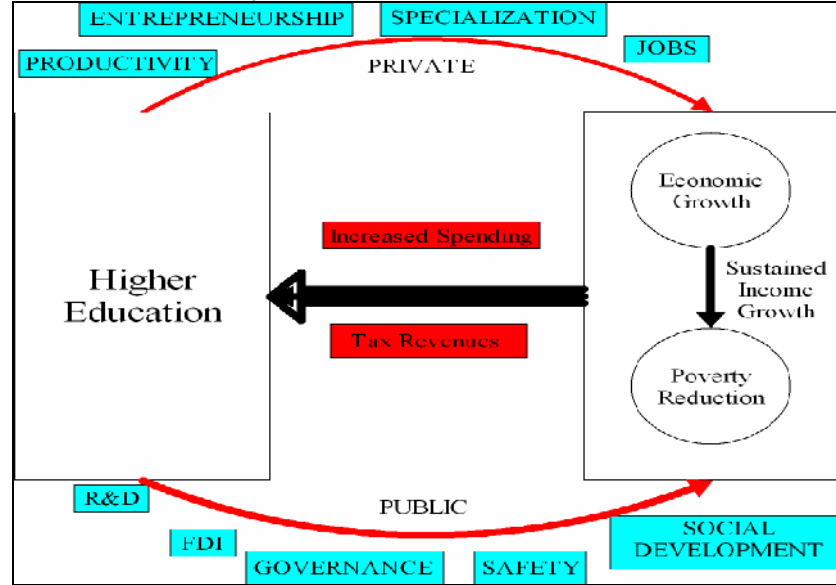 ENTREPRENEURSHIP
SPECIALIZATION
JOBS
PRODUCTIVITY
PRIVATE
Economic
Growth
Increased Spending
Sustained
Income
Growth
Higher
Education
Tax Revenues
Poverty
Reduction
R&D
PUBLIC
SOCIAL
DEVELOPMENT
FDI
GOVERNANCE
SAFETY